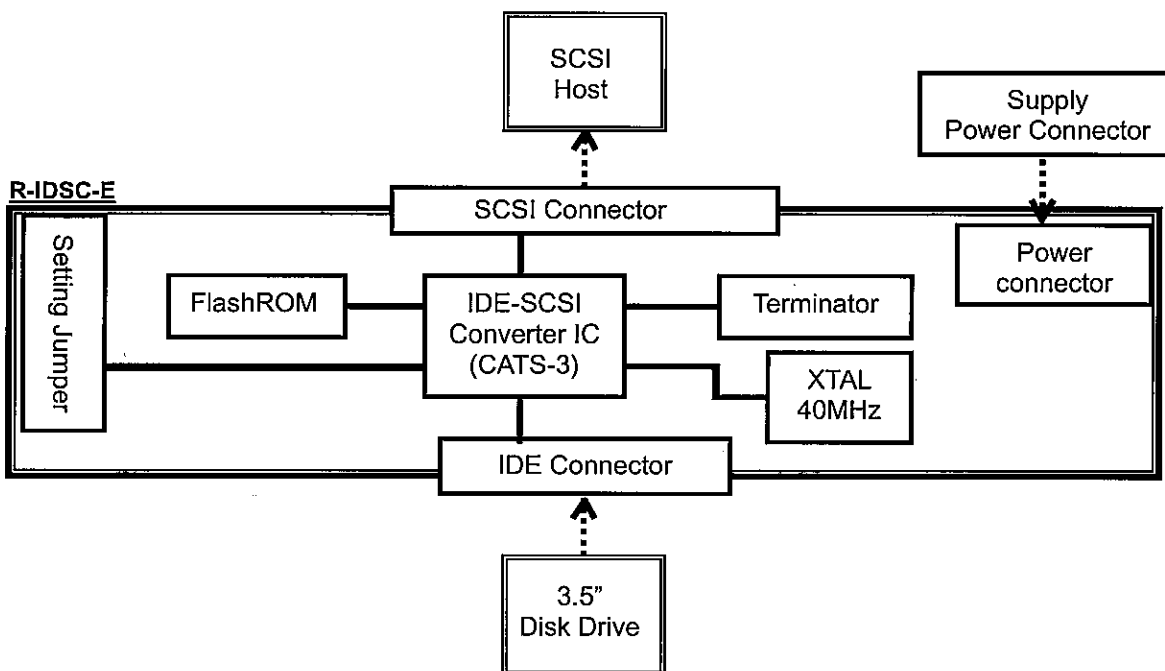 SCSI
Host
Supply
Power Connector
R-IDSC-E
SCSI Connector
Setting Jumper
Power
connector
FlashROM
IDE-SCSI
Converter IC
(CATS-3)
Terminator
XTAL
40MHz
IDE Connector
3.5”
Disk Drive